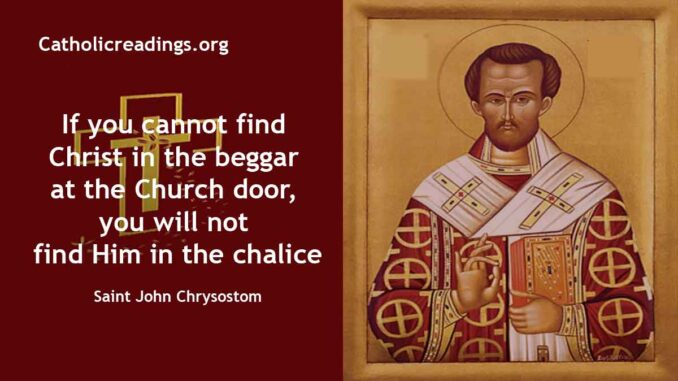 Catholicreadings.org
If you cannot find
Christ in the beggar
at the Church door,
you will not
find Him in the chalice
Saint John Chrysostom